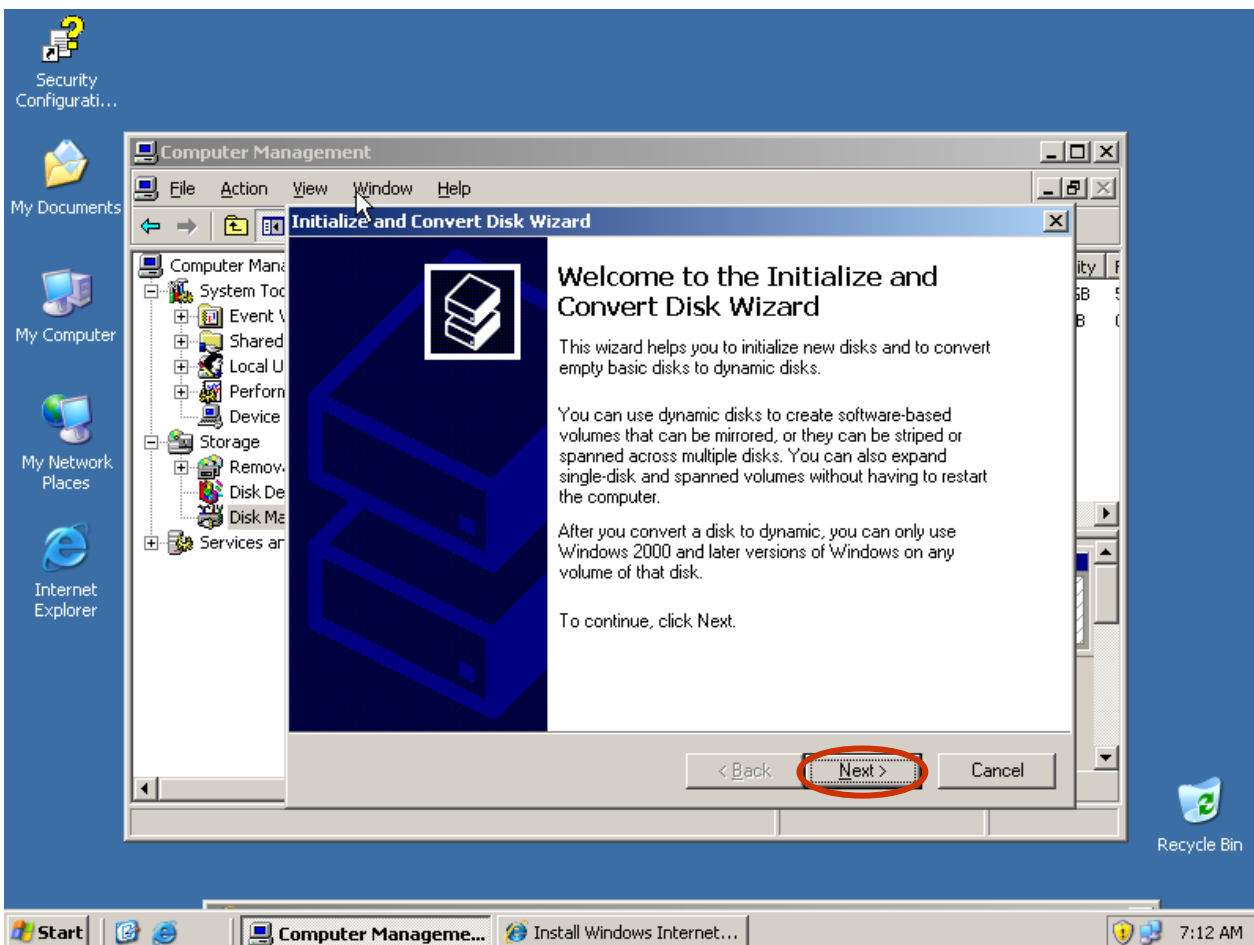 Security
Configurati...
My Documents
My Computer
My Network
Places
Internet
Explorer
Computer Management
File Action View Window Help
Initialize and Convert Disk Wizard
Computer Mana
System Too
Event V
Shared
Local U
Perform
Device
Storage
Remov
Disk De
Disk Ma
Services an
Welcome to the Initialize and
Convert Disk Wizard
This wizard helps you to initialize new disks and to convert
empty basic disks to dynamic disks.
You can use dynamic disks to create software-based
volumes that can be mirrored, or they can be striped or
spanned across multiple disks. You can also expand
single-disk and spanned volumes without having to restart
the computer.
After you convert a disk to dynamic, you can only use
Windows 2000 and later versions of Windows on any
volume of that disk.
To continue, click Next.
< Back Next > Cancel
ity
GB
B
Recycle Bin
Start Computer Manageme... Install Windows Internet... 7:12 AM